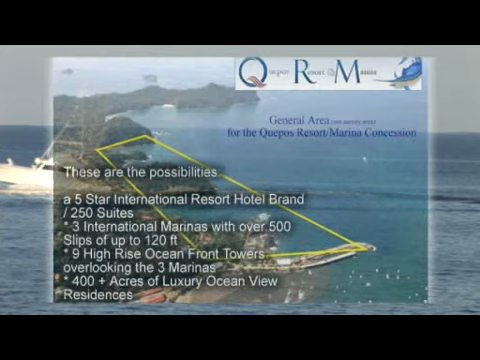 Quepos Resort & Marina
General Area
for the Quepos Resort/Marina Concession
These are the possibilities
a 5 Star International Resort Hotel Brand
/ 250 Suites
* 3 International Marinas with over 500
Slips of up to 120 ft
* 9 High Rise Ocean Front Towers
overlooking the 3 Marinas
* 400 + Acres of Luxury Ocean View
Residences